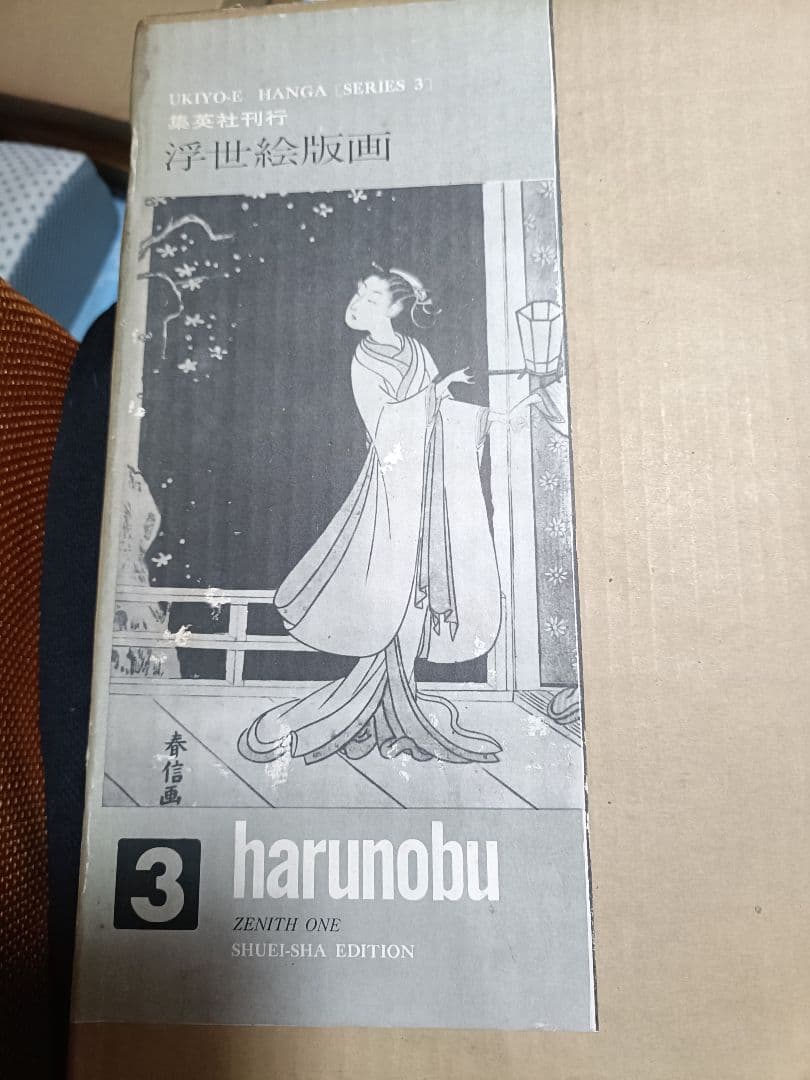 UKIYO-E HANGA [SERIES 3]
集英社刊行
浮世絵版画
春信画
3
harunobu
ZENITH ONE
SHUEI-SHA EDITION